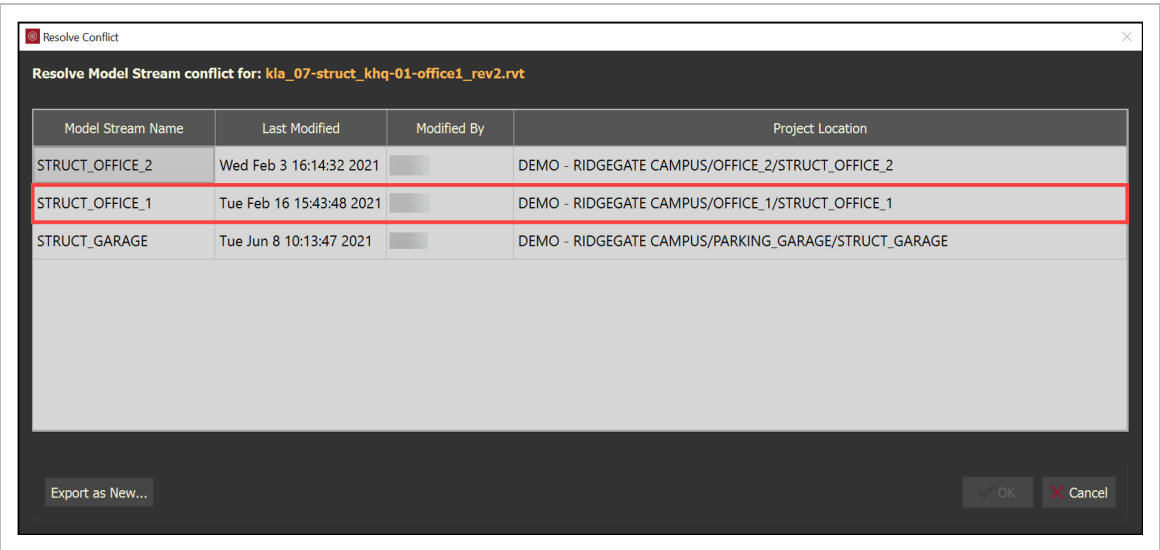 Resolve Conflict
Resolve Model Stream conflict for: kla_07-struct_khq-01-office1_rev2.rvt
Model Stream Name Last Modified Modified By Project Location
STRUCT_OFFICE_2 Wed Feb 3 16:14:32 2021 DEMO - RIDGEGATE CAMPUS/OFFICE_2/STRUCT_OFFICE_2
STRUCT_OFFICE_1 Tue Feb 16 15:43:48 2021 DEMO - RIDGEGATE CAMPUS/OFFICE_1/STRUCT_OFFICE_1
STRUCT_GARAGE Tue Jun 8 10:13:47 2021 DEMO - RIDGEGATE CAMPUS/PARKING_GARAGE/STRUCT_GARAGE
Export as New... OK Cancel